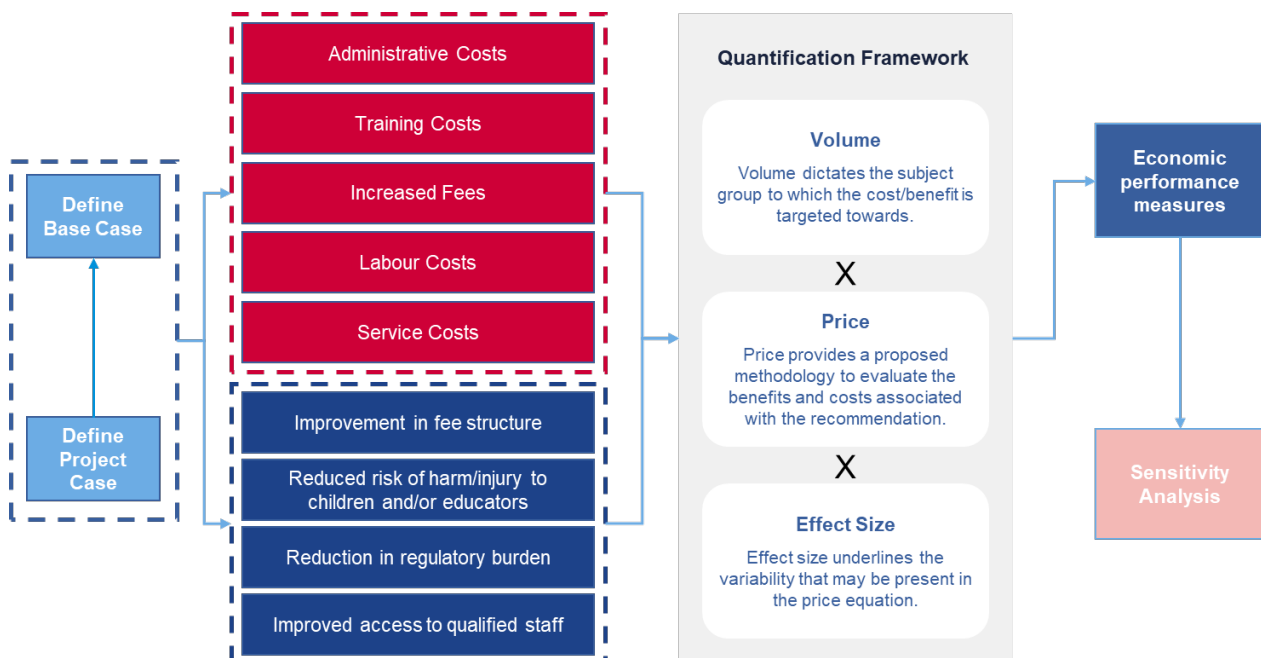 Define
Base Case
Define
Project
Case
Administrative Costs
Training Costs
Increased Fees
Labour Costs
Service Costs
Improvement in fee structure
Reduced risk of harm/injury to
children and/or educators
Reduction in regulatory burden
Improved access to qualified staff
Quantification Framework
Volume
Volume dictates the subject
group to which the cost/benefit is
targeted towards.
X
Price
Price provides a proposed
methodology to evaluate the
benefits and costs associated
with the recommendation.
X
Effect Size
Effect size underlines the
variability that may be present in
the price equation.
Economic
performance
measures
Sensitivity
Analysis